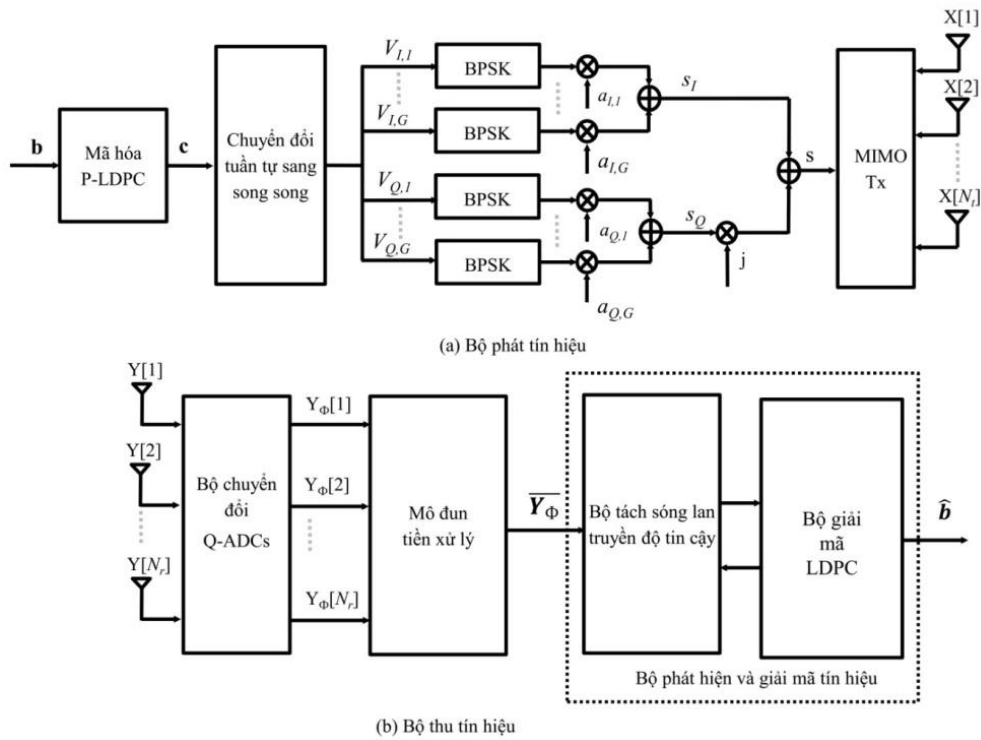 X[1]
X[2]
X[N_t]
b
Mã hóa
P-LDPC
c
Chuyển đổi
tuần tự sang
song song
V_{I,1}
V_{I,G}
V_{Q,1}
V_{Q,G}
BPSK
BPSK
BPSK
BPSK
a_{I,1}
a_{I,G}
a_{Q,1}
a_{Q,G}
s_I
s_Q
j
s
MIMO
Tx
(a) Bộ phát tín hiệu
Y[1]
Y[2]
Y[N_r]
Bộ chuyển
đổi
Q-ADCs
Y_Φ[1]
Y_Φ[2]
Y_Φ[N_r]
Mô đun
tiền xử lý
\overline{Y_Φ}
Bộ tách sóng lan
truyền độ tin cậy
Bộ giải
mã
LDPC
\hat{b}
Bộ phát hiện và giải mã tín hiệu
(b) Bộ thu tín hiệu